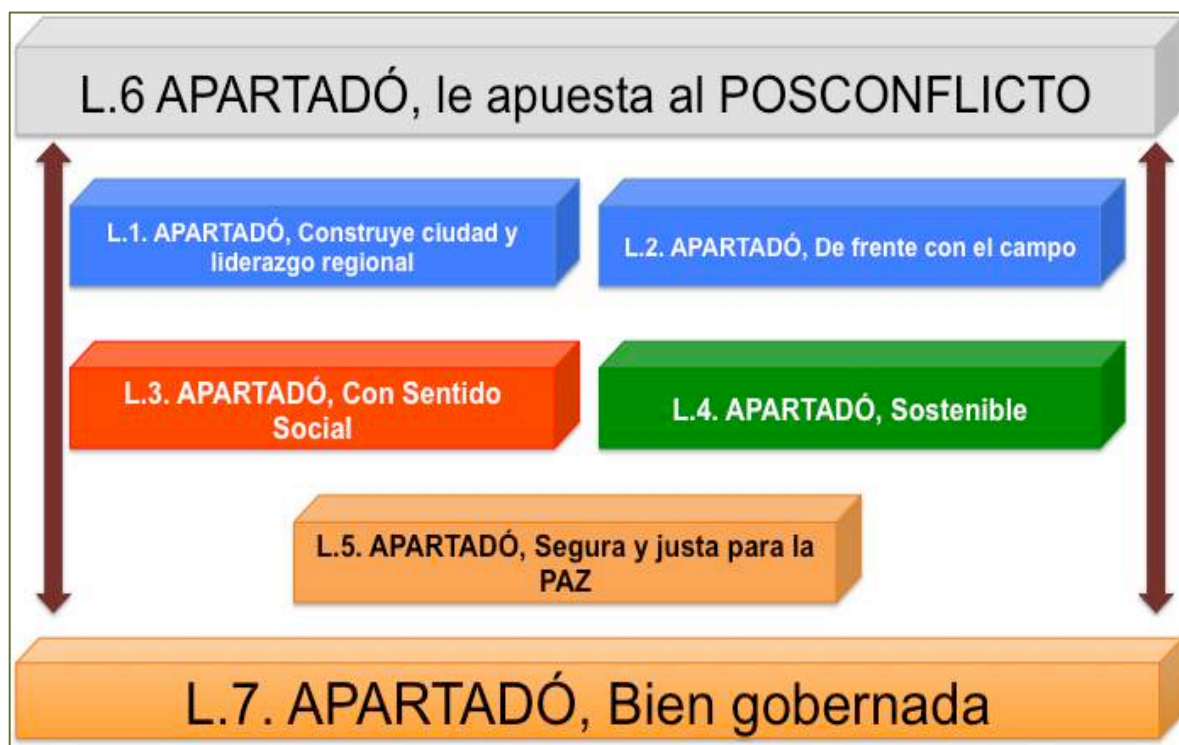 L.6 APARTADÓ, le apuesta al POSCONFLICTO
L.1. APARTADÓ, Construye ciudad y
liderazgo regional
L.2. APARTADÓ, De frente con el campo
L.3. APARTADÓ, Con Sentido
Social
L.4. APARTADÓ, Sostenible
L.5. APARTADÓ, Segura y justa para la
PAZ
L.7. APARTADÓ, Bien gobernada